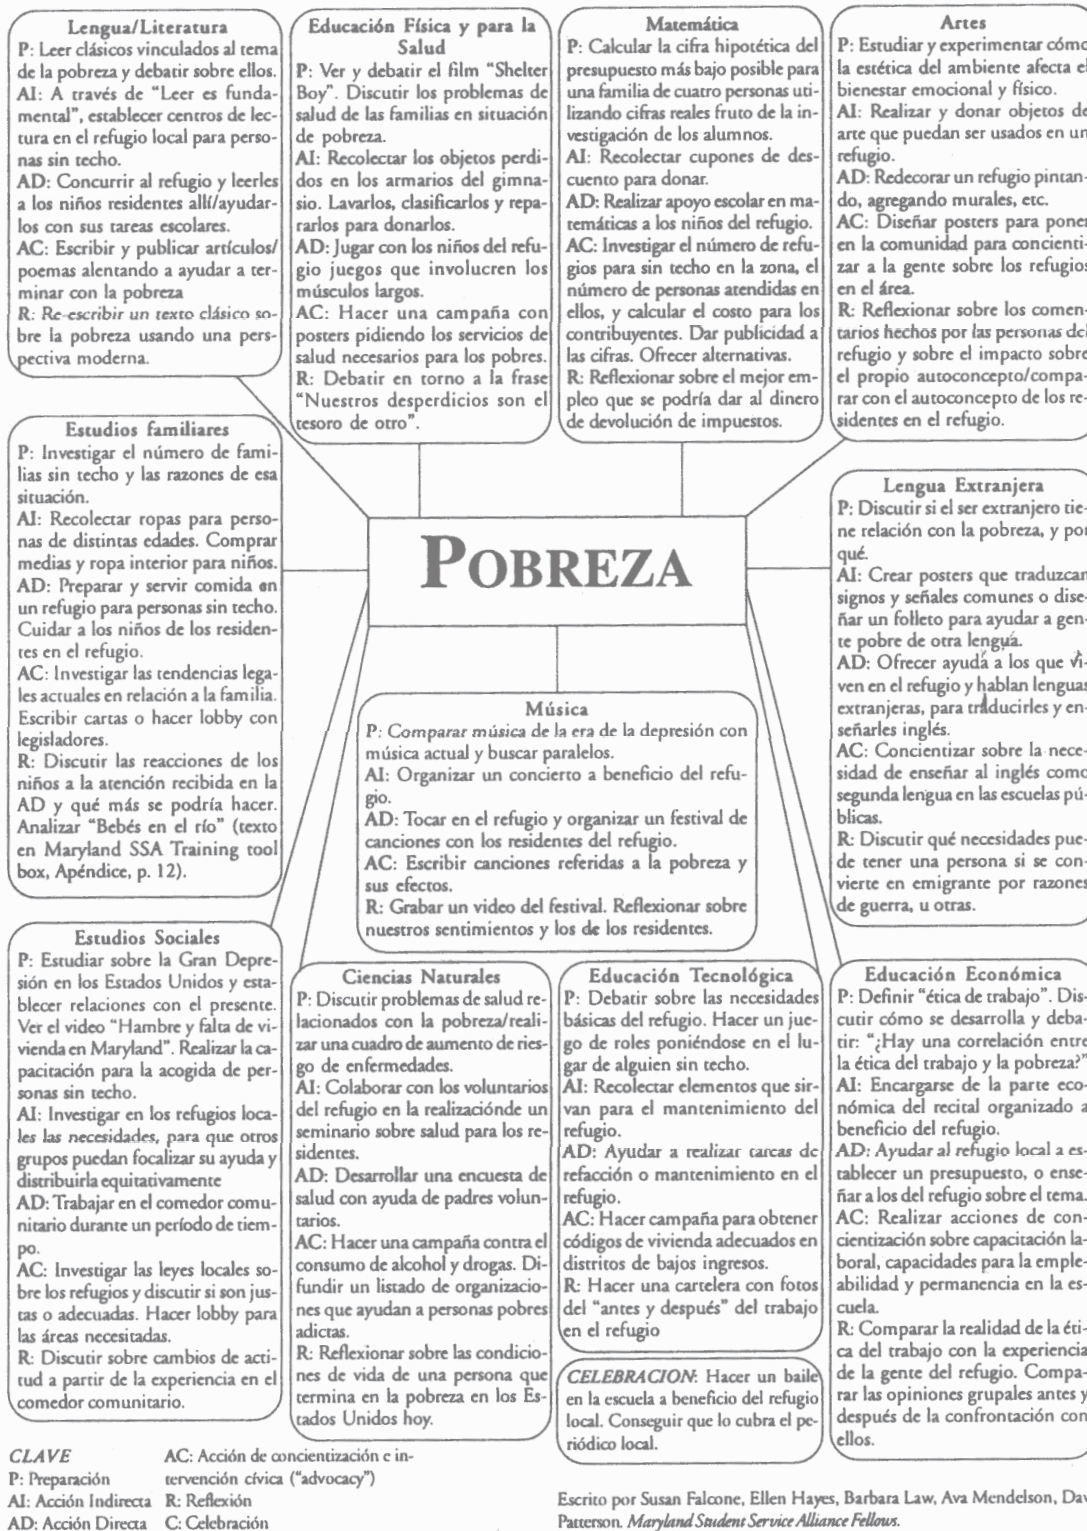 Lengua/Literatura
P: Leer clásicos vinculados al tema
de la pobreza y debatir sobre ellos.
AI: A través de “Leer es funda-
mental”, establecer centros de lec-
tura en el refugio local para perso-
nas sin techo.
AD: Concurrir al refugio y leerles
a los niños residentes allí/ayudar-
los con sus tareas escolares.
AC: Escribir y publicar artículos/
poemas alentando a ayudar a ter-
minar con la pobreza
R: Re-escribir un texto clásico so-
bre la pobreza usando una pers-
pectiva moderna.
Educación Física y para la
Salud
P: Ver y debatir el film “Shelter
Boy”. Discutir los problemas de
salud de las familias en situación
de pobreza.
AI: Recolectar los objetos perdi-
dos en los armarios del gimna-
sio. Lavarlos, clasificarlos y repa-
rarlos para donarlos.
AD: Jugar con los niños del refu-
gio juegos que involucren los
músculos largos.
AC: Hacer una campaña con
posters pidiendo los servicios de
salud necesarios para los pobres.
R: Debatir en torno a la frase
“Nuestros desperdicios son el
tesoro de otro”.
Matemática
P: Calcular la cifra hipotética del
presupuesto más bajo posible para
una familia de cuatro personas uti-
lizando cifras reales fruto de la in-
vestigación de los alumnos.
AI: Recolectar cupones de des-
cuento para donar.
AD: Realizar apoyo escolar en ma-
temáticas a los niños del refugio.
AC: Investigar el número de refu-
gios para sin techo en la zona, el
número de personas atendidas en
ellos, y calcular el costo para los
contribuyentes. Dar publicidad a
las cifras. Ofrecer alternativas.
R: Reflexionar sobre el mejor em-
pleo que se podría dar al dinero
de devolución de impuestos.
Artes
P: Estudiar y experimentar cómo
la estética del ambiente afecta el
bienestar emocional y físico.
AI: Realizar y donar objetos de
arte que puedan ser usados en un
refugio.
AD: Redecorar un refugio pintan-
do, agregando murales, etc.
AC: Diseñar posters para poner
en la comunidad para concienti-
zar a la gente sobre los refugios
en el área.
R: Reflexionar sobre los comen-
tarios hechos por las personas del
refugio y sobre el impacto sobre
el propio autoconcepto/compa-
rar con el autoconcepto de los re-
sidentes en el refugio.
Estudios familiares
P: Investigar el número de fami-
lias sin techo y las razones de esa
situación.
AI: Recolectar ropas para perso-
nas de distintas edades. Comprar
medias y ropa interior para niños.
AD: Preparar y servir comida en
un refugio para personas sin techo.
Cuidar a los niños de los residen-
tes en el refugio.
AC: Investigar las tendencias lega-
les actuales en relación a la familia.
Escribir cartas o hacer lobby con
legisladores.
R: Discutir las reacciones de los
niños a la atención recibida en la
AD y qué más se podría hacer.
Analizar “Bebés en el río” (texto
en Maryland SSA Training tool
box, Apéndice, p. 12).
POBREZA
Lengua Extranjera
P: Discutir si el ser extranjero tie-
ne relación con la pobreza, y por
qué.
AI: Crear posters que traduzcan
signos y señales comunes o dise-
ñar un folleto para ayudar a gen-
te pobre de otra lengua.
AD: Ofrecer ayuda a los que vi-
ven en el refugio y hablan lenguas
extranjeras, para traducirles y en-
señarles inglés.
AC: Concientizar sobre la nece-
sidad de enseñar al inglés como
segunda lengua en las escuelas pú-
blicas.
R: Discutir qué necesidades pue-
de tener una persona si se con-
vierte en emigrante por razones
de guerra, u otras.
Música
P: Comparar música de la era de la depresión con
música actual y buscar paralelos.
AI: Organizar un concierto a beneficio del refu-
gio.
AD: Tocar en el refugio y organizar un festival de
canciones con los residentes del refugio.
AC: Escribir canciones referidas a la pobreza y
sus efectos.
R: Grabar un video del festival. Reflexionar sobre
nuestros sentimientos y los de los residentes.
Estudios Sociales
P: Estudiar sobre la Gran Depre-
sión en los Estados Unidos y esta-
blecer relaciones con el presente.
Ver el video “Hambre y falta de vi-
vienda en Maryland”. Realizar la ca-
pacitación para la acogida de per-
sonas sin techo.
AI: Investigar en los refugios loca-
les las necesidades, para que otros
grupos puedan focalizar su ayuda y
distribuirla equitativamente
AD: Trabajar en el comedor comu-
nitario durante un período de tiem-
po.
AC: Investigar las leyes locales so-
bre los refugios y discutir si son jus-
tas o adecuadas. Hacer lobby para
las áreas necesitadas.
R: Discutir sobre cambios de acti-
tud a partir de la experiencia en el
comedor comunitario.
Ciencias Naturales
P: Discutir problemas de salud re-
lacionados con la pobreza/reali-
zar una cuadro de aumento de ries-
go de enfermedades.
AI: Colaborar con los voluntarios
del refugio en la realizaciónde un
seminario sobre salud para los re-
sidentes.
AD: Desarrollar una encuesta de
salud con ayuda de padres volun-
tarios.
AC: Hacer una campaña contra el
consumo de alcohol y drogas. Di-
fundir un listado de organizacio-
nes que ayudan a personas pobres
adictas.
R: Reflexionar sobre las condicio-
nes de vida de una persona que
termina en la pobreza en los Es-
tados Unidos hoy.
Educación Tecnológica
P: Debatir sobre las necesidades
básicas del refugio. Hacer un jue-
go de roles poniéndose en el lu-
gar de alguien sin techo.
AI: Recolectar elementos que sir-
van para el mantenimiento del
refugio.
AD: Ayudar a realizar tareas de
refacción o mantenimiento en el
refugio.
AC: Hacer campaña para obtener
códigos de vivienda adecuados en
distritos de bajos ingresos.
R: Hacer una cartelera con fotos
del “antes y después” del trabajo
en el refugio
CELEBRACION: Hacer un baile
en la escuela a beneficio del refugio
local. Conseguir que lo cubra el pe-
riódico local.
Educación Económica
P: Definir “ética de trabajo”. Dis-
cutir cómo se desarrolla y deba-
tir: “¿Hay una correlación entre
la ética del trabajo y la pobreza?”
AI: Encargarse de la parte eco-
nómica del recital organizado a
beneficio del refugio.
AD: Ayudar al refugio local a es-
tablecer un presupuesto, o ense-
ñar a los del refugio sobre el tema.
AC: Realizar acciones de con-
cientización sobre capacitación la-
boral, capacidades para la emple-
abilidad y permanencia en la es-
cuela.
R: Comparar la realidad de la éti-
ca del trabajo con la experiencia
de la gente del refugio. Compa-
rar las opiniones grupales antes y
después de la confrontación con
ellos.
CLAVE
P: Preparación
AI: Acción Indirecta
AD: Acción Directa
AC: Acción de concientización e in-
tervención cívica (“advocacy”)
R: Reflexión
C: Celebración
Escrito por Susan Falcone, Ellen Hayes, Barbara Law, Ava Mendelson, Dav
Patterson. Maryland Student Service Alliance Fellows.